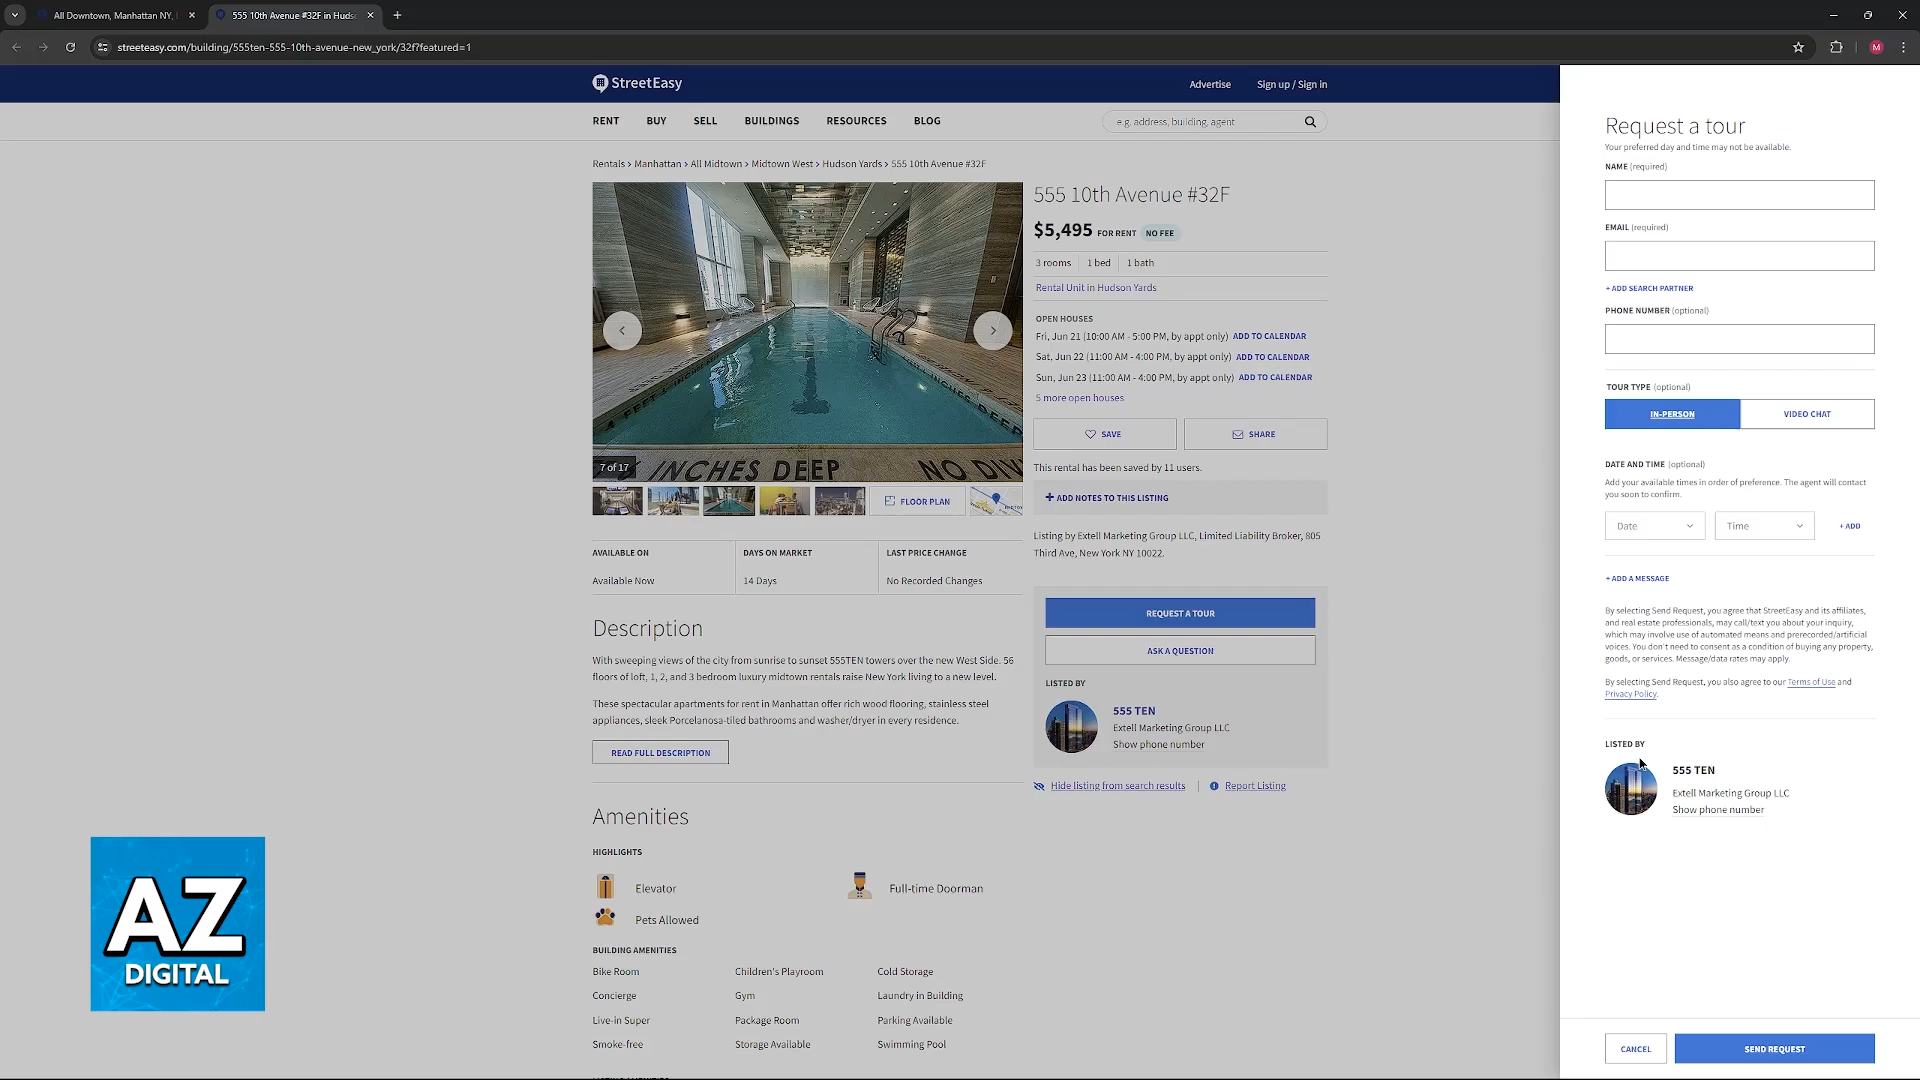 All Downtown, Manhattan NY,
555 10th Avenue #32F in Huds
streeteasy.com/building/555ten-555-10th-avenue-new_york/32f?featured=1
M
StreetEasy
Advertise
Sign up / Sign in
RENT
BUY
SELL
BUILDINGS
RESOURCES
BLOG
e.g. address, building, agent
Rentals > Manhattan > All Midtown > Midtown West > Hudson Yards > 555 10th Avenue #32F
INCHES DEEP NO DIV
7 of 17
FLOOR PLAN
AVAILABLE ON
Available Now
DAYS ON MARKET
14 Days
LAST PRICE CHANGE
No Recorded Changes
Description
With sweeping views of the city from sunrise to sunset 555TEN towers over the new West Side. 56
floors of loft, 1, 2, and 3 bedroom luxury midtown rentals raise New York living to a new level.
These spectacular apartments for rent in Manhattan offer rich wood flooring, stainless steel
appliances, sleek Porcelanosa-tiled bathrooms and washer/dryer in every residence.
READ FULL DESCRIPTION
Amenities
HIGHLIGHTS
Elevator
Full-time Doorman
Pets Allowed
BUILDING AMENITIES
Bike Room
Children's Playroom
Cold Storage
Concierge
Gym
Laundry in Building
Live-in Super
Package Room
Parking Available
Smoke-free
Storage Available
Swimming Pool
555 10th Avenue #32F
$5,495 FOR RENT NO FEE
3 rooms
1 bed
1 bath
Rental Unit in Hudson Yards
OPEN HOUSES
Fri, Jun 21 (10:00 AM - 5:00 PM, by appt only) ADD TO CALENDAR
Sat, Jun 22 (11:00 AM - 4:00 PM, by appt only) ADD TO CALENDAR
Sun, Jun 23 (11:00 AM - 4:00 PM, by appt only) ADD TO CALENDAR
5 more open houses
SAVE
SHARE
This rental has been saved by 11 users.
+ ADD NOTES TO THIS LISTING
Listing by Extell Marketing Group LLC, Limited Liability Broker, 805
Third Ave, New York NY 10022.
REQUEST A TOUR
ASK A QUESTION
LISTED BY
555 TEN
Extell Marketing Group LLC
Show phone number
Hide listing from search results
Report Listing
Request a tour
Your preferred day and time may not be available.
NAME (required)
EMAIL (required)
+ ADD SEARCH PARTNER
PHONE NUMBER (optional)
TOUR TYPE (optional)
IN-PERSON
VIDEO CHAT
DATE AND TIME (optional)
Add your available times in order of preference. The agent will contact
you soon to confirm.
Date
Time
+ ADD
+ ADD A MESSAGE
By selecting Send Request, you agree that StreetEasy and its affiliates,
and real estate professionals, may call/text you about your inquiry,
which may involve use of automated means and prerecorded/artificial
voices. You don't need to consent as a condition of buying any property,
goods, or services. Message/data rates may apply.
By selecting Send Request, you also agree to our Terms of Use and
Privacy Policy.
LISTED BY
555 TEN
Extell Marketing Group LLC
Show phone number
CANCEL
SEND REQUEST
AZ
DIGITAL